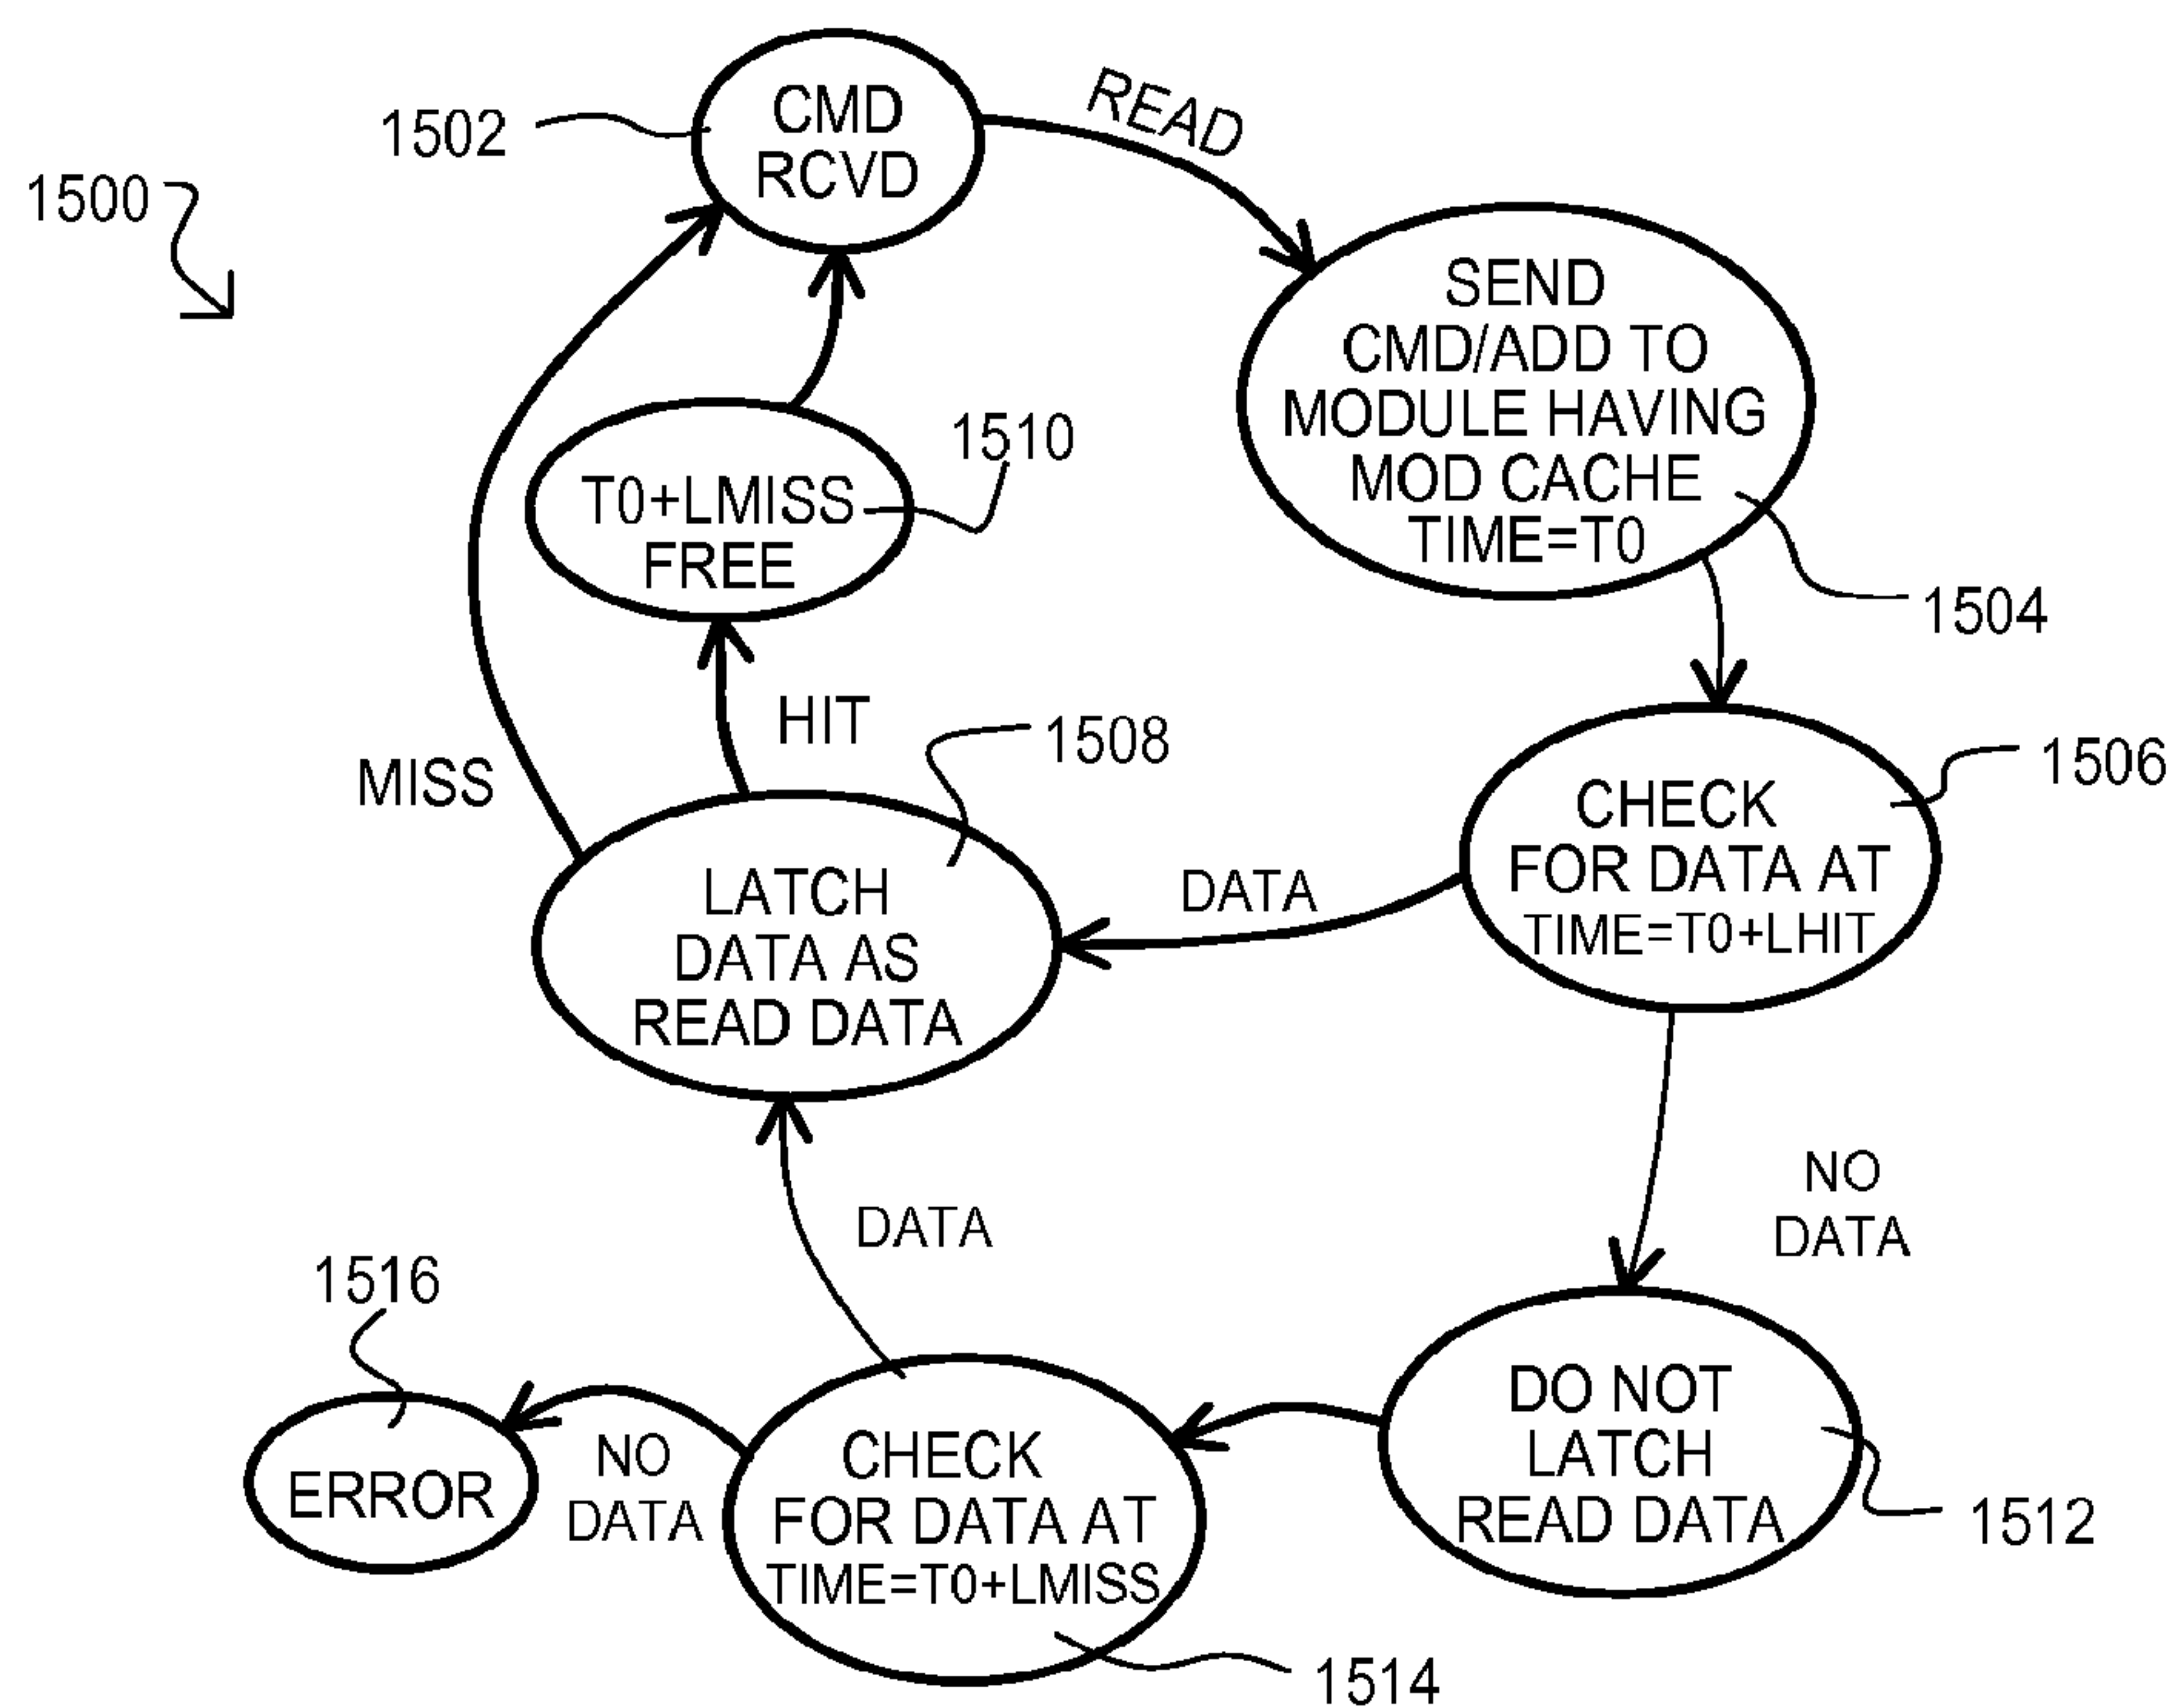 1500
1502
CMD
RCVD
READ
SEND
CMD/ADD TO
MODULE HAVING
MOD CACHE
TIME=T0
1504
1510
T0+LMISS
FREE
HIT
MISS
1508
1506
CHECK
FOR DATA AT
TIME=T0+LHIT
DATA
LATCH
DATA AS
READ DATA
NO
DATA
DATA
1516
ERROR
NO
DATA
CHECK
FOR DATA AT
TIME=T0+LMISS
1514
DO NOT
LATCH
READ DATA
1512